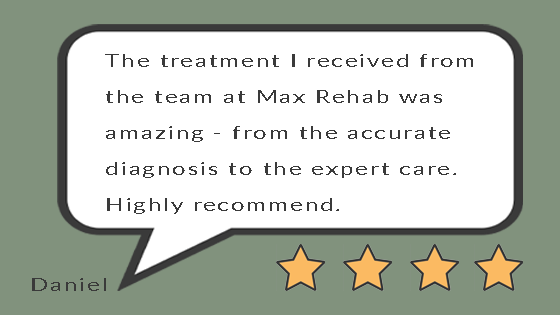 The treatment I received from
the team at Max Rehab was
amazing - from the accurate
diagnosis to the expert care.
Highly recommend.
Daniel